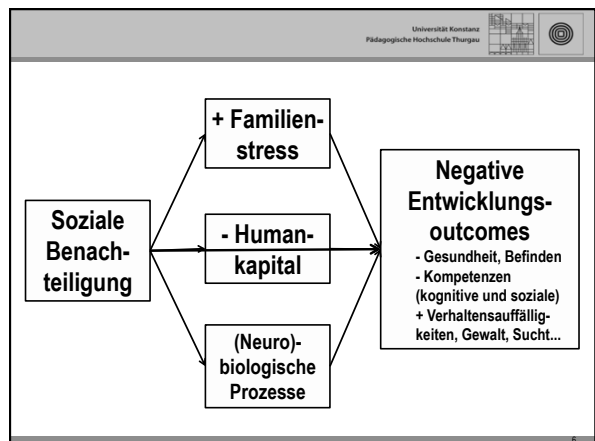 Universität Konstanz
Pädagogische Hochschule Thurgau
+ Familien-
stress
Soziale
Benach-
teiligung
- Human-
kapital
(Neuro)-
biologische
Prozesse
Negative
Entwicklungs-
outcomes
- Gesundheit, Befinden
- Kompetenzen
(kognitive und soziale)
+ Verhaltensauffällig-
keiten, Gewalt, Sucht...
6